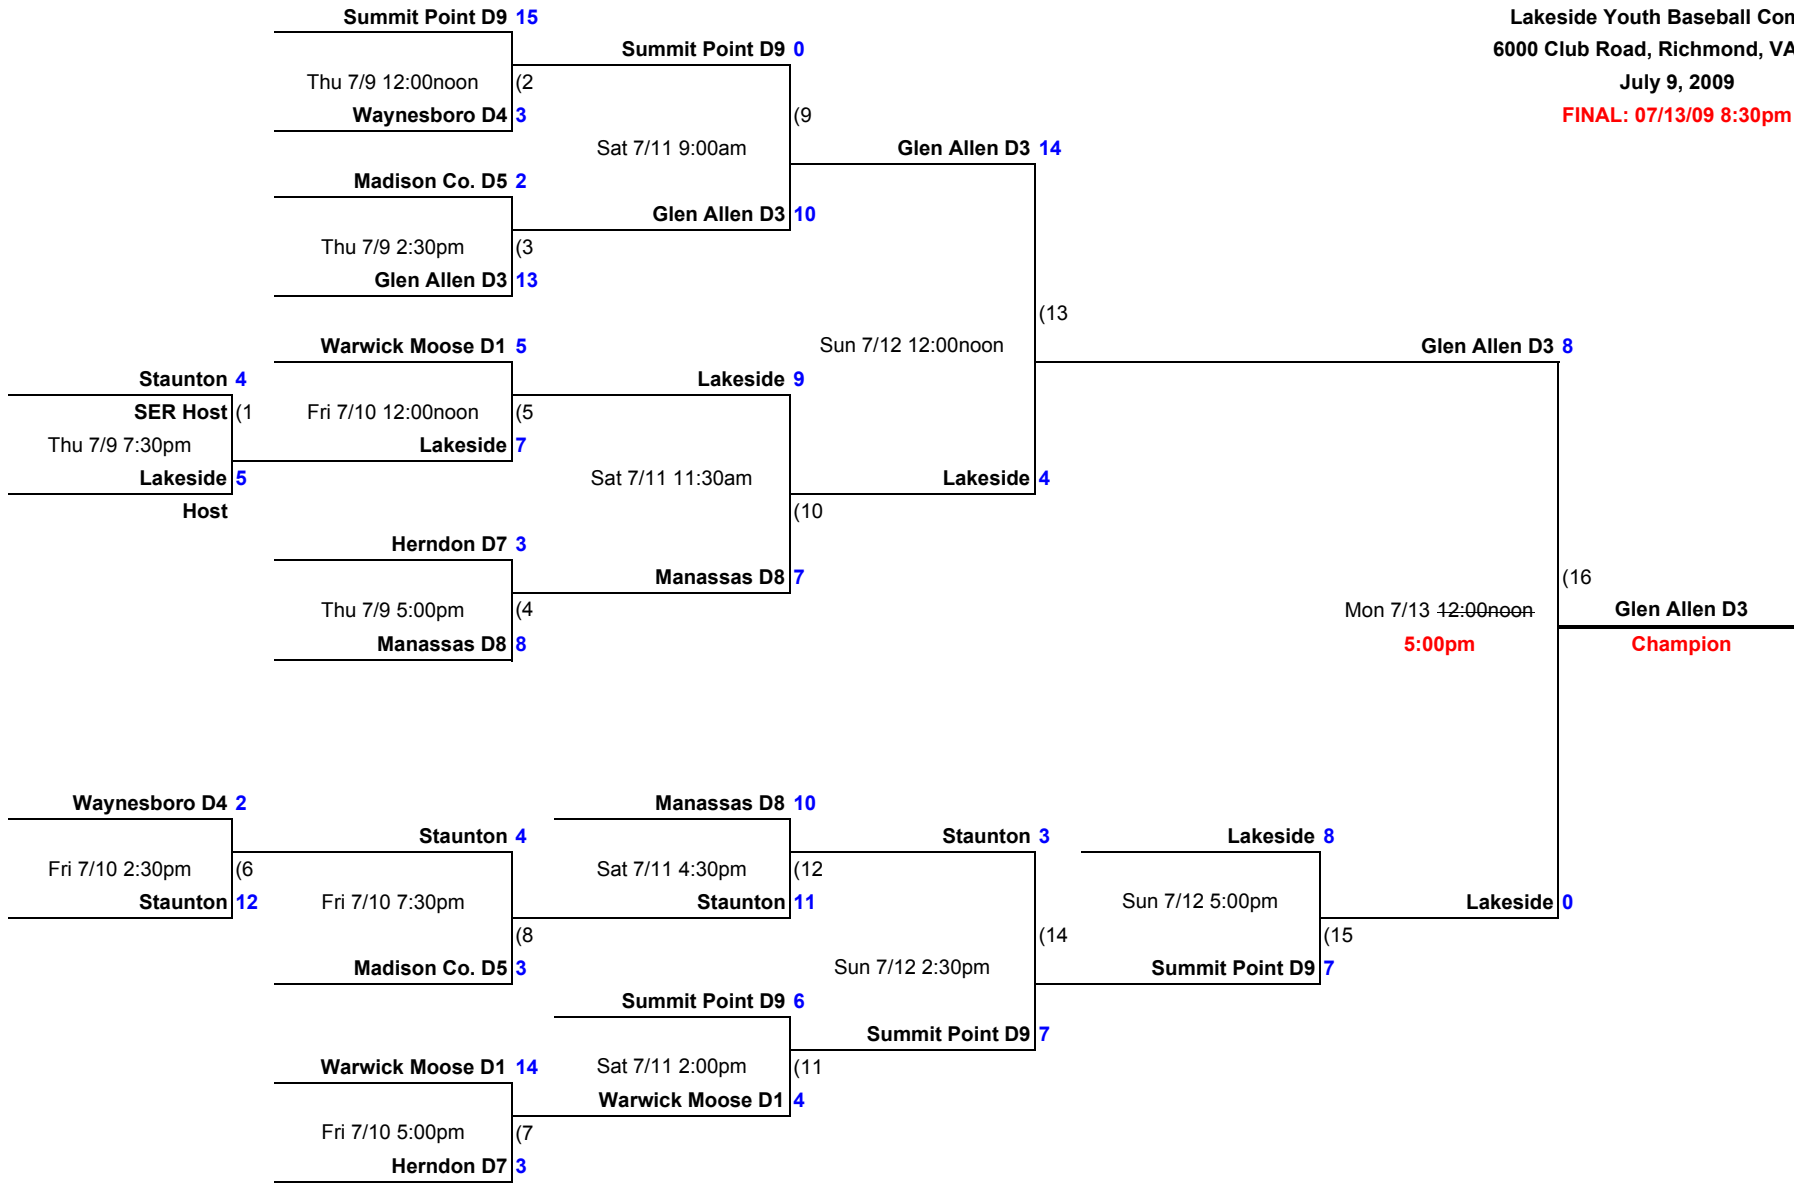 Summit Point D9 15
Lakeside Youth Baseball Com
Summit Point D9 0
6000 Club Road, Richmond, VA
Thu 7/9 12:00noon (2
July 9, 2009
Waynesboro D4 3
(9
FINAL: 07/13/09 8:30pm
Sat 7/11 9:00am
Glen Allen D3 14
Madison Co. D5 2
Glen Allen D3 10
Thu 7/9 2:30pm (3
Glen Allen D3 13
(13
Warwick Moose D1 5
Sun 7/12 12:00noon
Glen Allen D3 8
Staunton 4
Lakeside 9
SER Host (1
Fri 7/10 12:00noon (5
Thu 7/9 7:30pm
Lakeside 7
Lakeside 5
Sat 7/11 11:30am
Lakeside 4
Host
(10
Herndon D7 3
Manassas D8 7
(16
Thu 7/9 5:00pm (4
Mon 7/13 12:00noon
Glen Allen D3
Manassas D8 8
5:00pm
Champion
Waynesboro D4 2
Manassas D8 10
Staunton 4
Staunton 3
Lakeside 8
Fri 7/10 2:30pm (6
Sat 7/11 4:30pm (12
Staunton 12
Fri 7/10 7:30pm
Staunton 11
Sun 7/12 5:00pm
Lakeside 0
(8
(14
(15
Madison Co. D5 3
Sun 7/12 2:30pm
Summit Point D9 7
Summit Point D9 6
Summit Point D9 7
Warwick Moose D1 14
Sat 7/11 2:00pm (11
Warwick Moose D1 4
Fri 7/10 5:00pm (7
Herndon D7 3